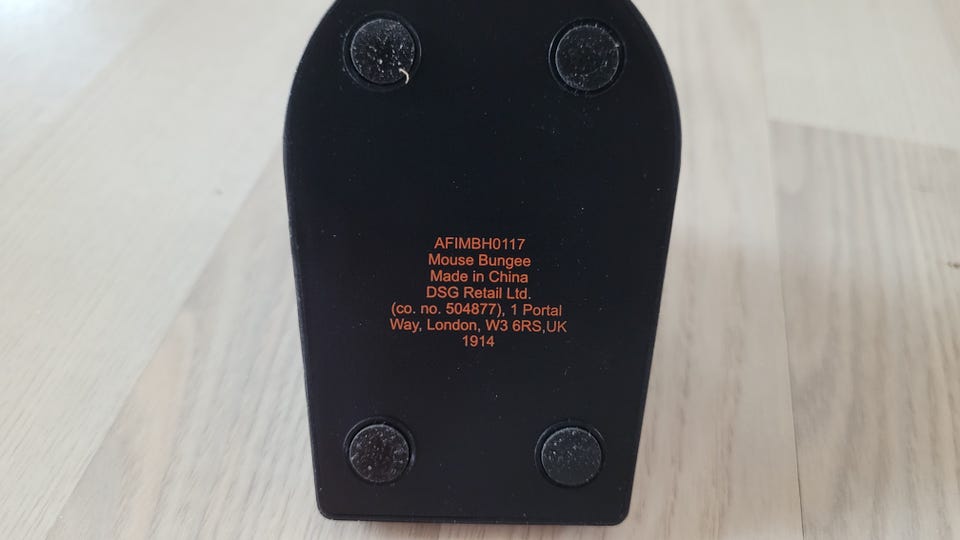 AFIMBH0117
Mouse Bungee
Made in China
DSG Retail Ltd.
(co. no. 504877), 1 Portal
Way, London, W3 6RS,UK
1914